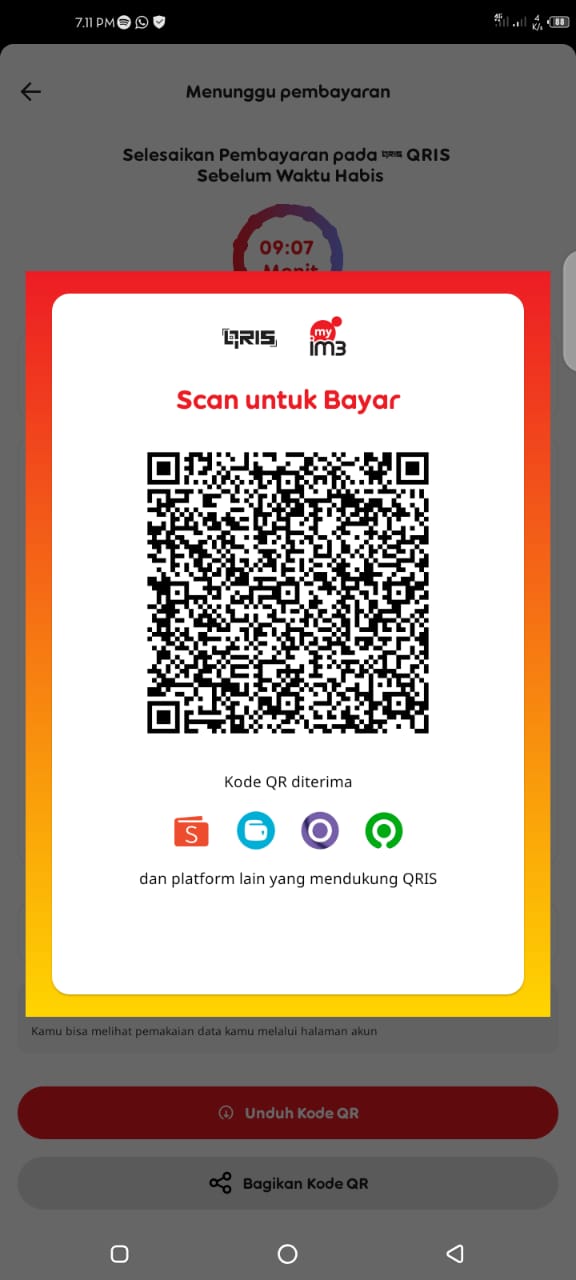 7.11 PM
4G
4
K/s
88
Menunggu pembayaran
Selesaikan Pembayaran pada QRIS QRIS
Sebelum Waktu Habis
09:07
Menit
QRIS
my
im3
Scan untuk Bayar
Kode QR diterima
S
dan platform lain yang mendukung QRIS
Kamu bisa melihat pemakaian data kamu melalui halaman akun
Unduh Kode QR
Bagikan Kode QR